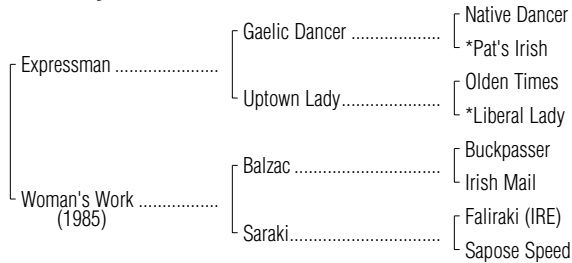 Native Dancer
Gaelic Dancer ...................
*Pat's Irish
Expressman ......................
Olden Times
Uptown Lady.....................
*Liberal Lady
Buckpasser
Balzac ...............................
Irish Mail
Woman's Work .................
(1985)
Faliraki (IRE)
Saraki................................
Sapose Speed